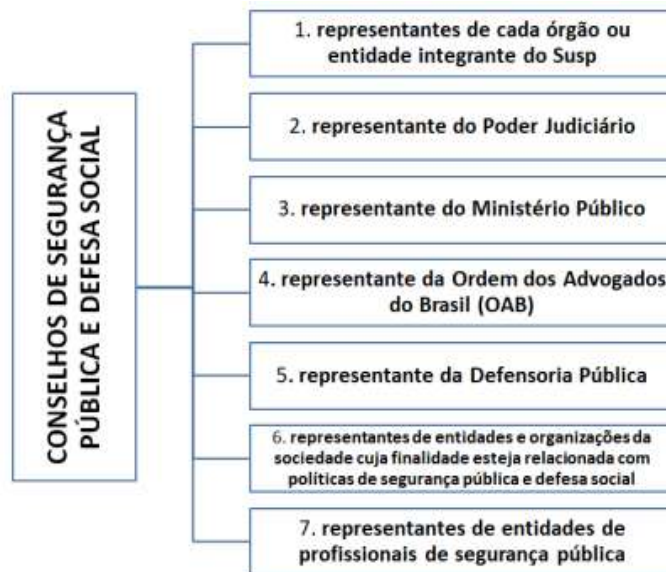 CONSELHOS DE SEGURANÇA
PÚBLICA E DEFESA SOCIAL
1. representantes de cada órgão ou
entidade integrante do Susp
2. representante do Poder Judiciário
3. representante do Ministério Público
4. representante da Ordem dos Advogados
do Brasil (OAB)
5. representante da Defensoria Pública
6. representantes de entidades e organizações da
sociedade cuja finalidade esteja relacionada com
políticas de segurança pública e defesa social
7. representantes de entidades de
profissionais de segurança pública